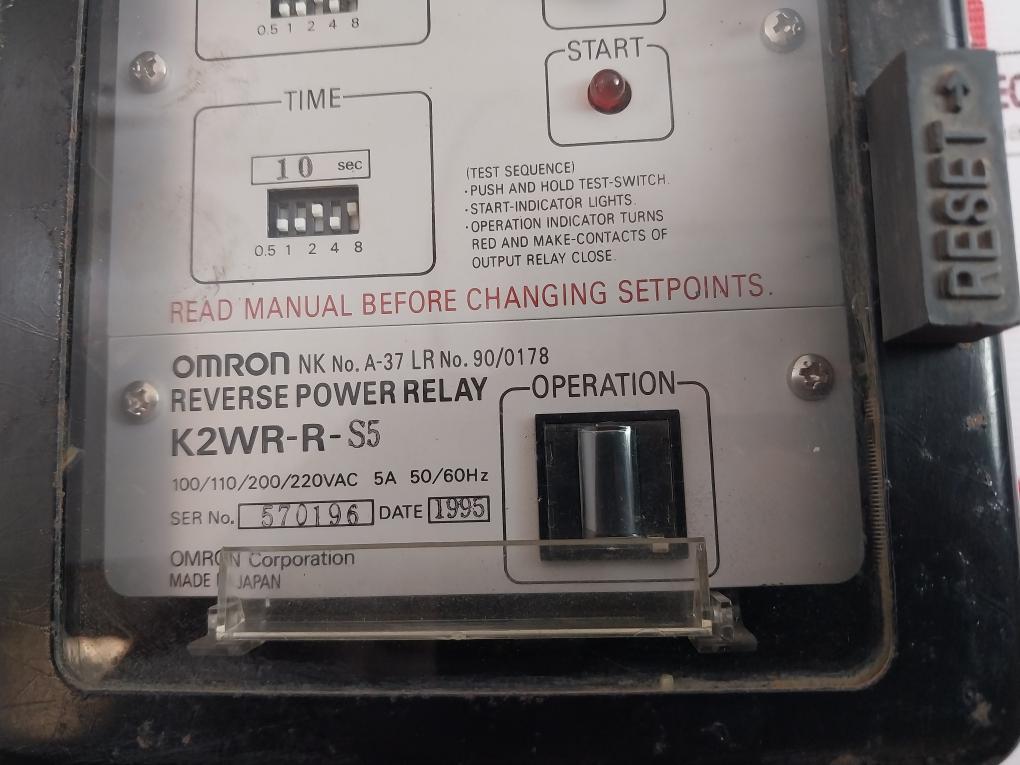 0.5 1 2 4 8
START
TIME
10 sec
0.5 1 2 4 8
(TEST SEQUENCE)
·PUSH AND HOLD TEST-SWITCH.
·START-INDICATOR LIGHTS.
·OPERATION INDICATOR TURNS
RED AND MAKE-CONTACTS OF
OUTPUT RELAY CLOSE.
READ MANUAL BEFORE CHANGING SETPOINTS.
RESET
OMRON NK No. A-37 LR No. 90/0178
REVERSE POWER RELAY
K2WR-R-S5
OPERATION
100/110/200/220VAC 5A 50/60Hz
SER No. 570196 DATE 1995
OMRON Corporation
MADE IN JAPAN